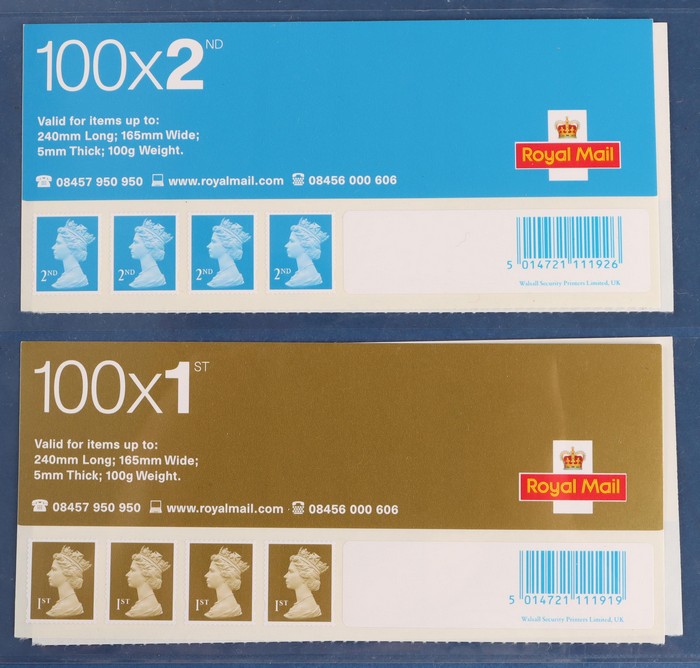 100x2ND
Valid for items up to:
240mm Long; 165mm Wide;
5mm Thick; 100g Weight.
Royal Mail
08457 950 950 www.royalmail.com 08456 000 606
2ND 2ND 2ND 2ND
5 014721 111926
Walsall Security Printers Limited, UK
100x1ST
Valid for items up to:
240mm Long; 165mm Wide;
5mm Thick; 100g Weight.
Royal Mail
08457 950 950 www.royalmail.com 08456 000 606
1ST 1ST 1ST 1ST
5 014721 111919
Walsall Security Printers Limited, UK